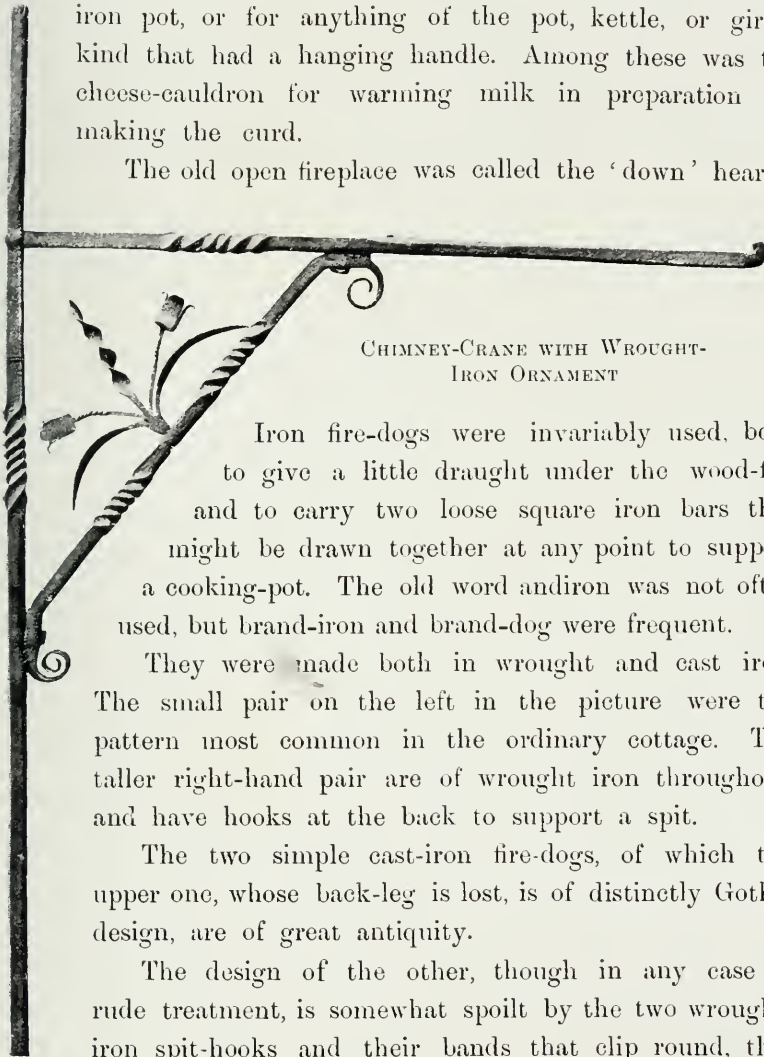 iron pot, or for anything of the pot, kettle, or gir
kind that had a hanging handle. Among these was t
cheese-cauldron for warming milk in preparation
making the curd.
The old open fireplace was called the ‘down’ hear
CHIMNEY-CRANE WITH WROUGHT-
IRON ORNAMENT
Iron fire-dogs were invariably used, bo
to give a little draught under the wood-f
and to carry two loose square iron bars th
might be drawn together at any point to supp
a cooking-pot. The old word andiron was not oft
used, but brand-iron and brand-dog were frequent.
They were made both in wrought and cast iro
The small pair on the left in the picture were t
pattern most common in the ordinary cottage. T
taller right-hand pair are of wrought iron througho
and have hooks at the back to support a spit.
The two simple cast-iron fire-dogs, of which t
upper one, whose back-leg is lost, is of distinctly Goth
design, are of great antiquity.
The design of the other, though in any case
rude treatment, is somewhat spoilt by the two wrough
iron spit-hooks and their bands that clip round, th